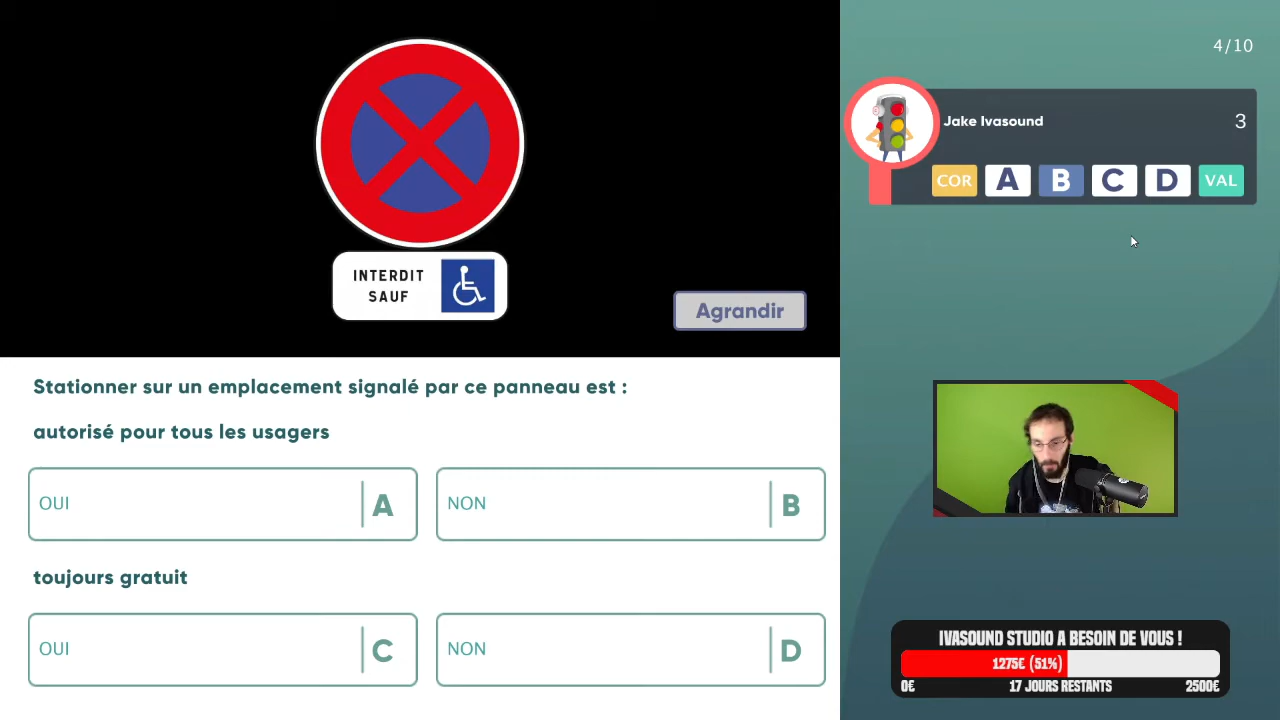 INTERDIT
SAUF
Agrandir
Stationner sur un emplacement signalé par ce panneau est :
autorisé pour tous les usagers
OUI A
NON B
toujours gratuit
OUI C
NON D
4/10
Jake Ivasound 3
COR A B C D VAL
IVASOUND STUDIO A BESOIN DE VOUS !
1275€ (51%)
0€ 17 JOURS RESTANTS 2500€